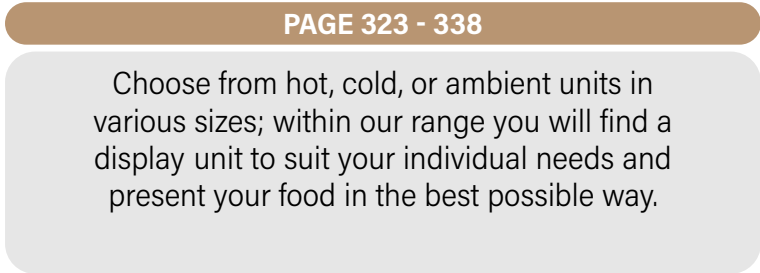 PAGE 323 - 338
Choose from hot, cold, or ambient units in
various sizes; within our range you will find a
display unit to suit your individual needs and
present your food in the best possible way.